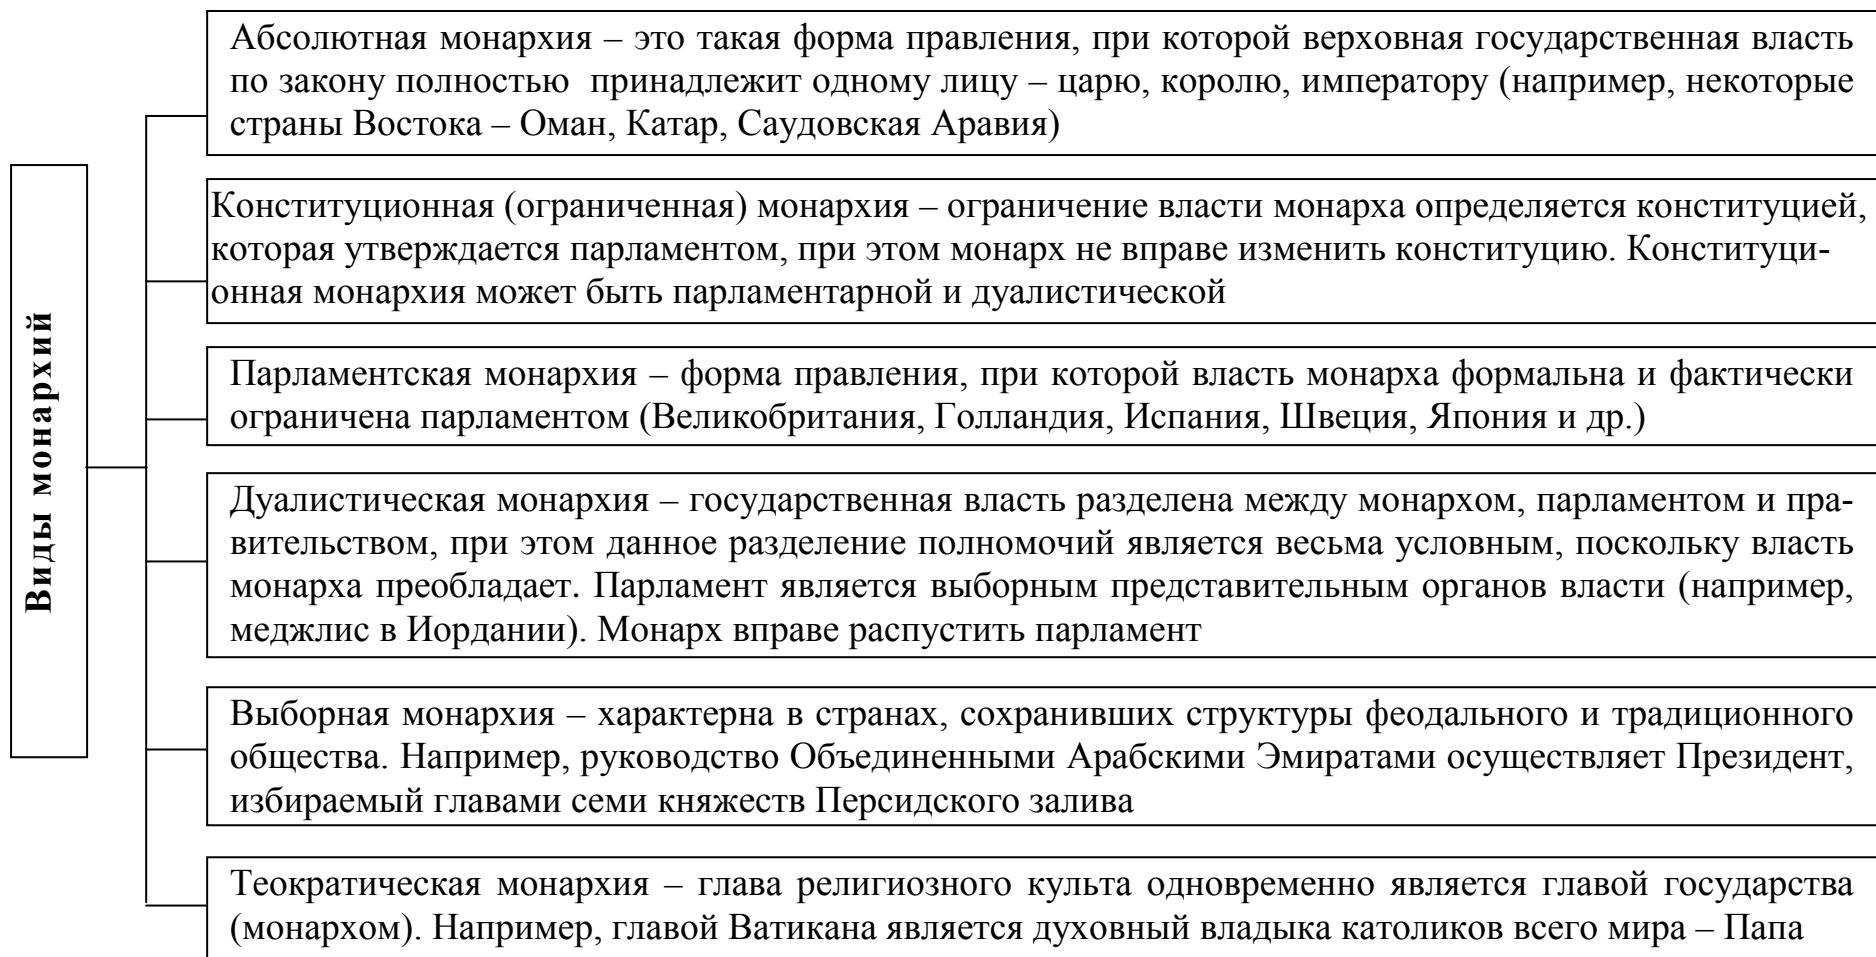 Виды монархий
Абсолютная монархия – это такая форма правления, при которой верховная государственная власть
по закону полностью принадлежит одному лицу – царю, королю, императору (например, некоторые
страны Востока – Оман, Катар, Саудовская Аравия)
Конституционная (ограниченная) монархия – ограничение власти монарха определяется конституцией,
которая утверждается парламентом, при этом монарх не вправе изменить конституцию. Конституци-
онная монархия может быть парламентарной и дуалистической
Парламентская монархия – форма правления, при которой власть монарха формальна и фактически
ограничена парламентом (Великобритания, Голландия, Испания, Швеция, Япония и др.)
Дуалистическая монархия – государственная власть разделена между монархом, парламентом и пра-
вительством, при этом данное разделение полномочий является весьма условным, поскольку власть
монарха преобладает. Парламент является выборным представительным органов власти (например,
меджлис в Иордании). Монарх вправе распустить парламент
Выборная монархия – характерна в странах, сохранивших структуры феодального и традиционного
общества. Например, руководство Объединенными Арабскими Эмиратами осуществляет Президент,
избираемый главами семи княжеств Персидского залива
Теократическая монархия – глава религиозного культа одновременно является главой государства
(монархом). Например, главой Ватикана является духовный владыка католиков всего мира – Папа